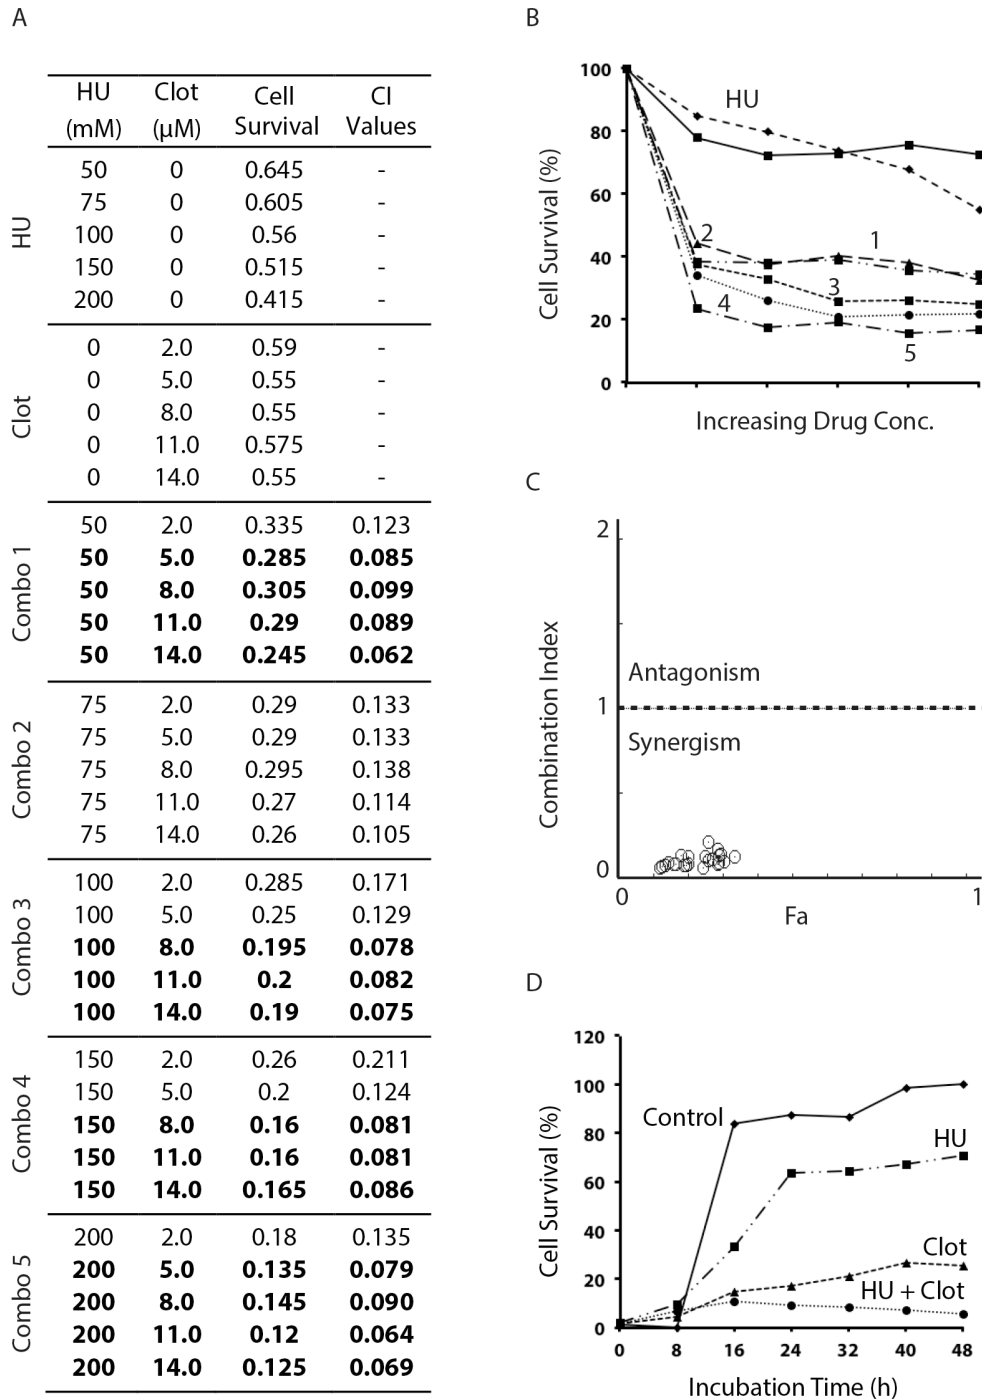 A
HU Clot Cell CI
(mM) (μM) Survival Values
HU
50 0 0.645 -
75 0 0.605 -
100 0 0.56 -
150 0 0.515 -
200 0 0.415 -
Clot
0 2.0 0.59 -
0 5.0 0.55 -
0 8.0 0.55 -
0 11.0 0.575 -
0 14.0 0.55 -
Combo 1
50 2.0 0.335 0.123
50 5.0 0.285 0.085
50 8.0 0.305 0.099
50 11.0 0.29 0.089
50 14.0 0.245 0.062
Combo 2
75 2.0 0.29 0.133
75 5.0 0.29 0.133
75 8.0 0.295 0.138
75 11.0 0.27 0.114
75 14.0 0.26 0.105
Combo 3
100 2.0 0.285 0.171
100 5.0 0.25 0.129
100 8.0 0.195 0.078
100 11.0 0.2 0.082
100 14.0 0.19 0.075
Combo 4
150 2.0 0.26 0.211
150 5.0 0.2 0.124
150 8.0 0.16 0.081
150 11.0 0.16 0.081
150 14.0 0.165 0.086
Combo 5
200 2.0 0.18 0.135
200 5.0 0.135 0.079
200 8.0 0.145 0.090
200 11.0 0.12 0.064
200 14.0 0.125 0.069
B
Cell Survival (%)
100
80
60
40
20
0
HU
2
1
3
4
5
Increasing Drug Conc.
C
Combination Index
2
1
0
Antagonism
Synergism
0 1
Fa
D
Cell Survival (%)
120
100
80
60
40
20
0
Control
HU
Clot
HU + Clot
0 8 16 24 32 40 48
Incubation Time (h)